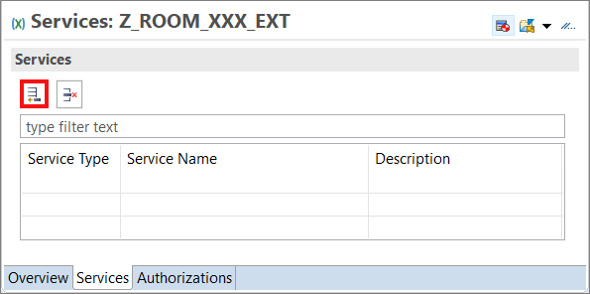 (x) Services: Z_ROOM_XXX_EXT
Services
type filter text
Service Type Service Name Description
Overview Services Authorizations